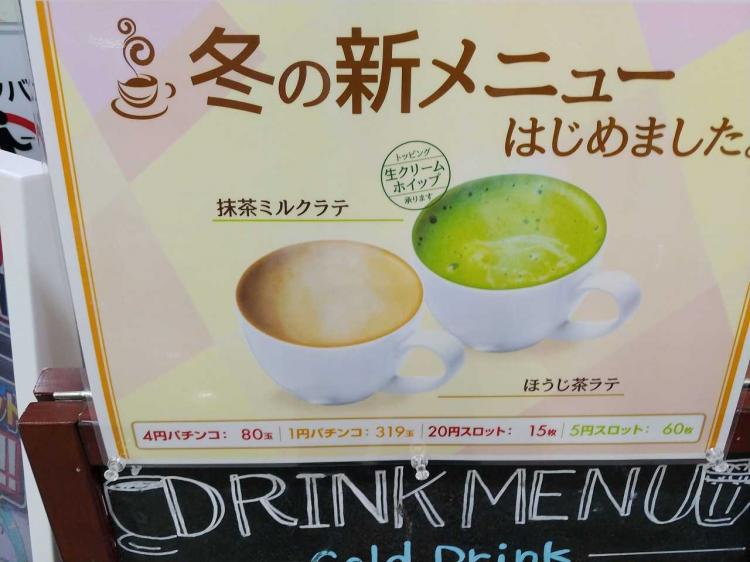 冬の新メニュー
はじめました。
トッピング
生クリーム
ホイップ
承ります
抹茶ミルクラテ
ほうじ茶ラテ
4円パチンコ: 80玉 1円パチンコ: 319玉 20円スロット: 15枚 5円スロット: 60枚
DRINK MENU
Cold Drink